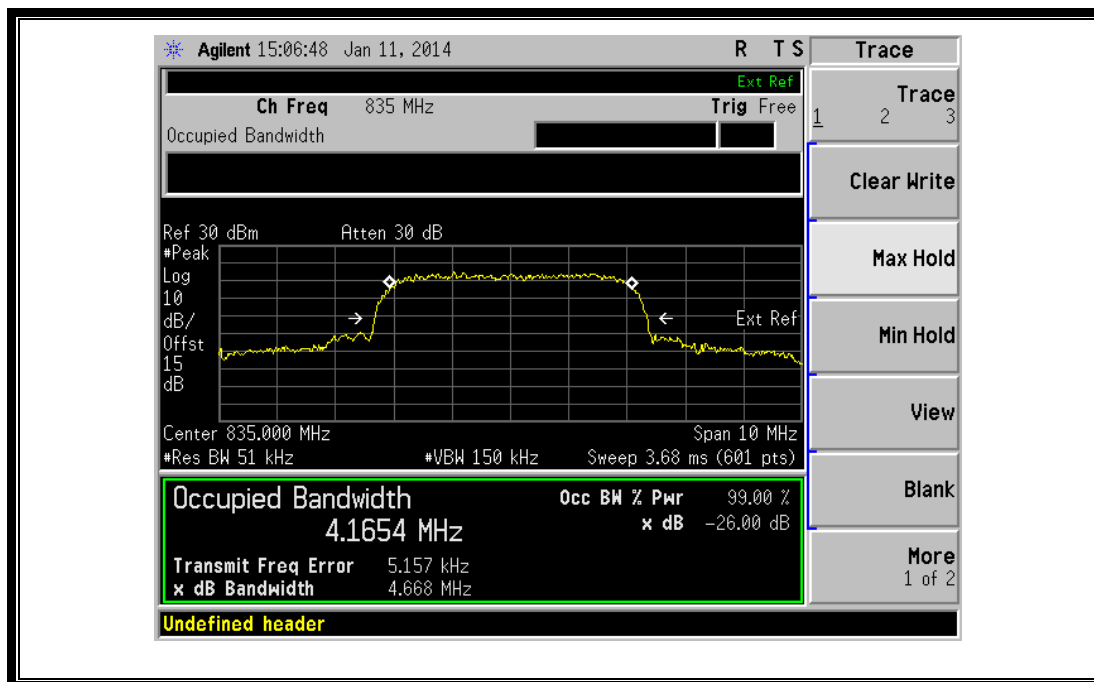 Agilent 15:06:48 Jan 11, 2014 R T S
Ext Ref
Ch Freq 835 MHz Trig Free
Occupied Bandwidth
Ref 30 dBm Atten 30 dB
#Peak
Log
10
dB/
Offst
15
dB
Ext Ref
Center 835.000 MHz Span 10 MHz
#Res BW 51 kHz #VBW 150 kHz Sweep 3.68 ms (601 pts)
Occupied Bandwidth Occ BW % Pwr 99.00 %
4.1654 MHz x dB -26.00 dB
Transmit Freq Error 5.157 kHz
x dB Bandwidth 4.668 MHz
Undefined header
Trace
Trace
1 2 3
Clear Write
Max Hold
Min Hold
View
Blank
More
1 of 2